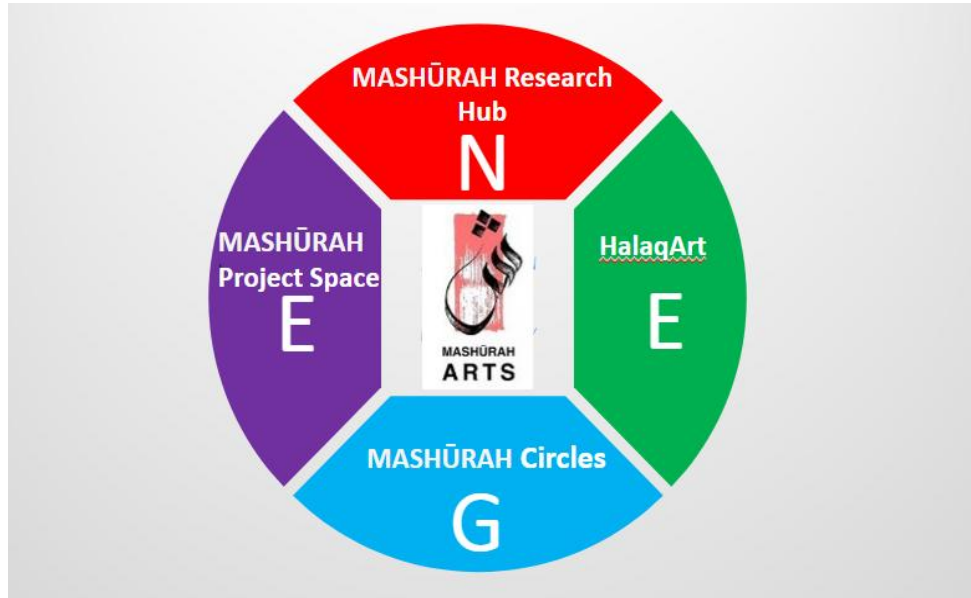 MASHŪRAH Research
Hub
N
MASHŪRAH
Project Space
E
MASHŪRAH
ARTS
HalaqArt
E
MASHŪRAH Circles
G